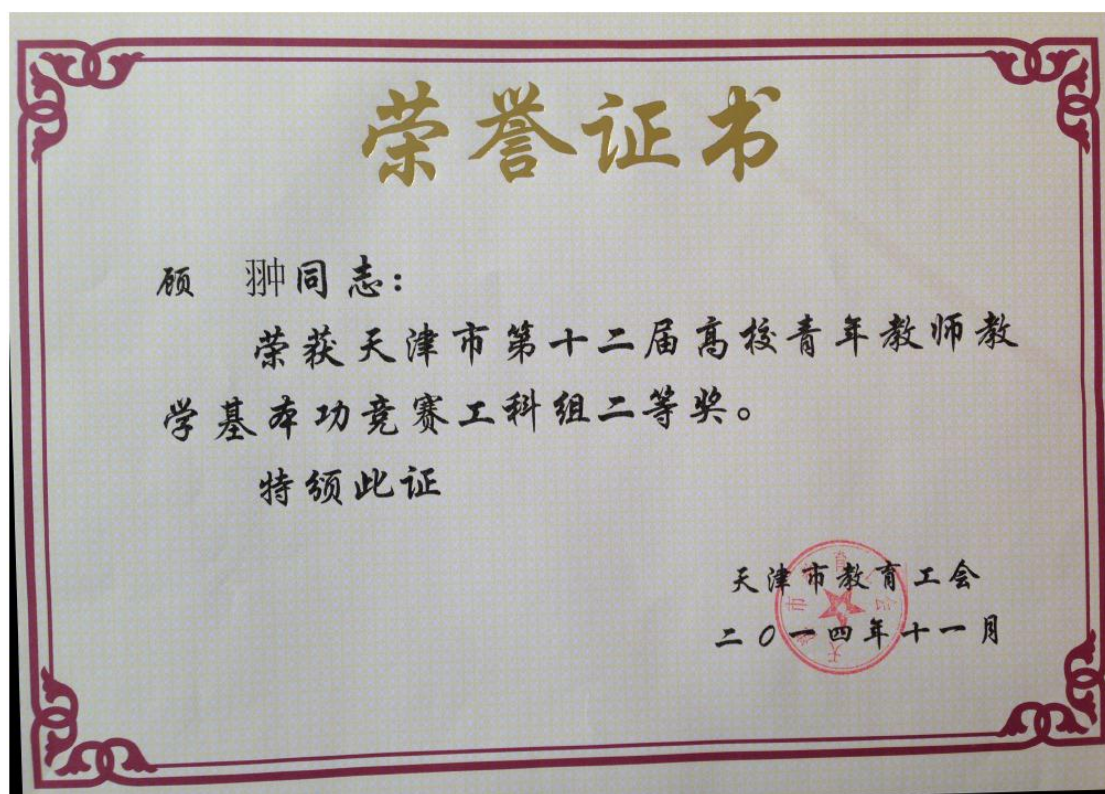 荣誉证书
顾 翀同志：
荣获天津市第十二届高校青年教师教
学基本功竞赛工科组二等奖。
特颁此证
天津市教育工会
二〇一四年十一月